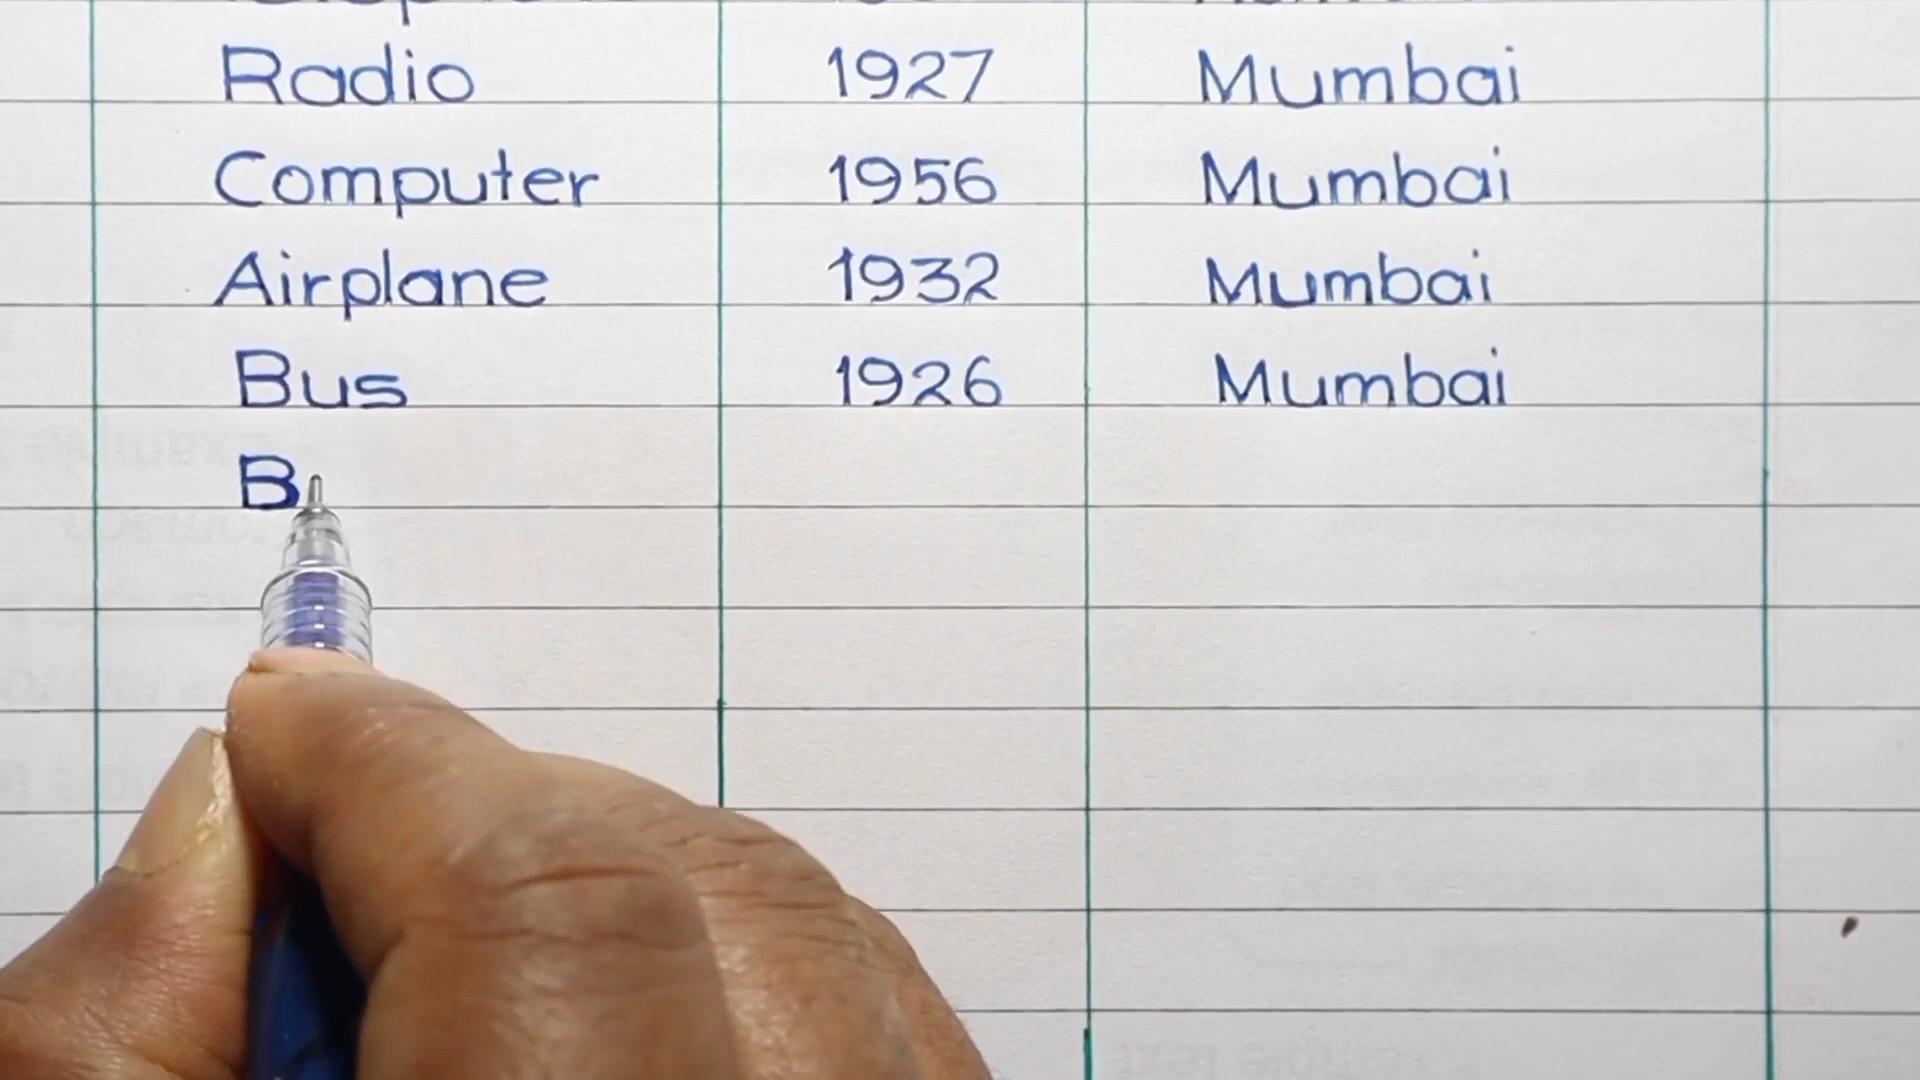 Radio 1927 Mumbai
Computer 1956 Mumbai
Airplane 1932 Mumbai
Bus 1926 Mumbai
B